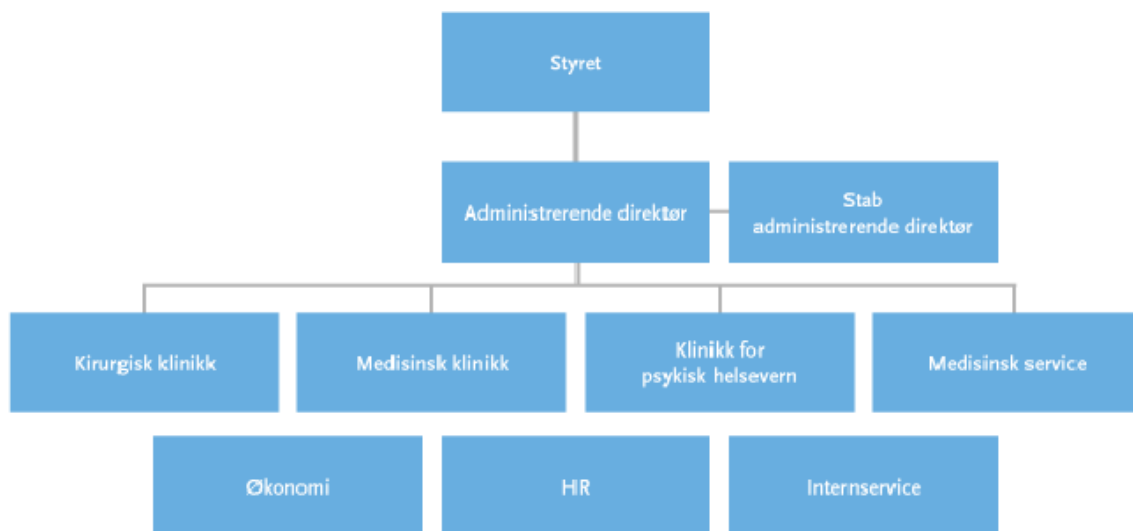 Styret
Administrerende direktør
Stab
administrerende direktør
Kirurgisk klinikk
Medisinsk klinikk
Klinikk for
psykisk helsevern
Medisinsk service
Økonomi
HR
Internservice